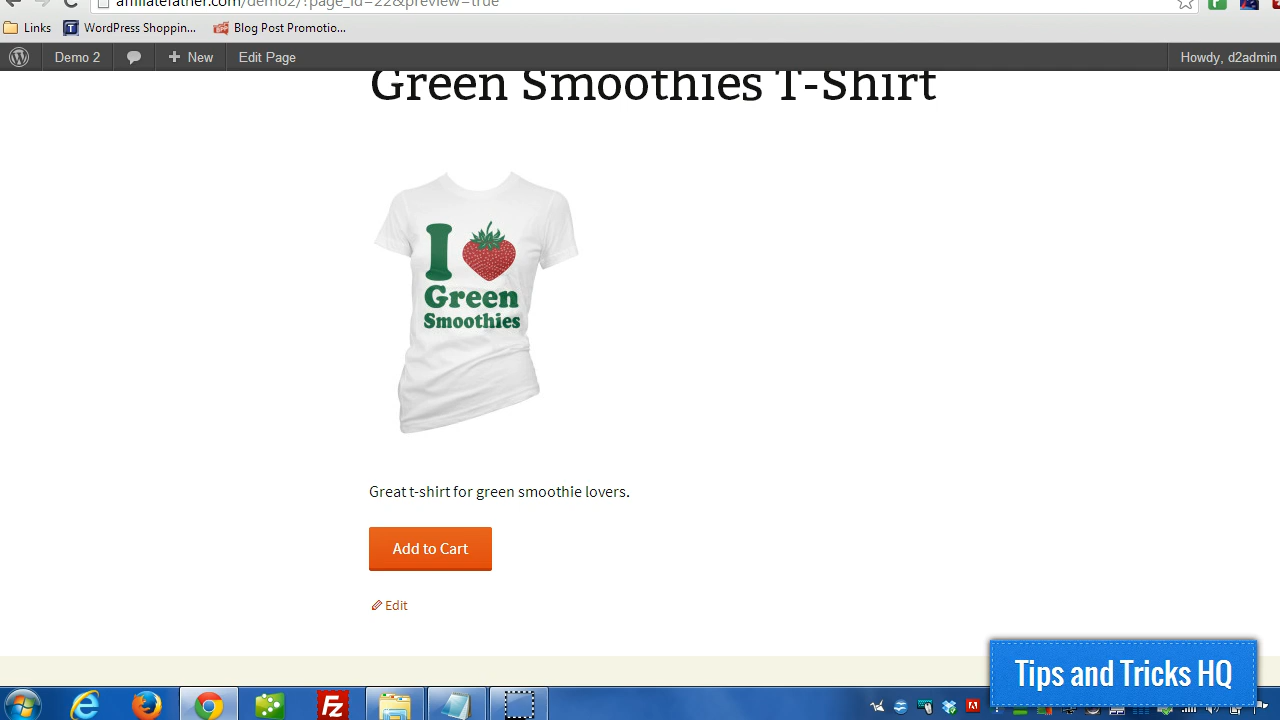 affiliatefather.com/demo2/?page_id=22&preview=true
Links WordPress Shoppin... Blog Post Promotio...
Demo 2 + New Edit Page Howdy, d2admin
Green Smoothies T-Shirt
I
Green
Smoothies
Great t-shirt for green smoothie lovers.
Add to Cart
Edit
Tips and Tricks HQ